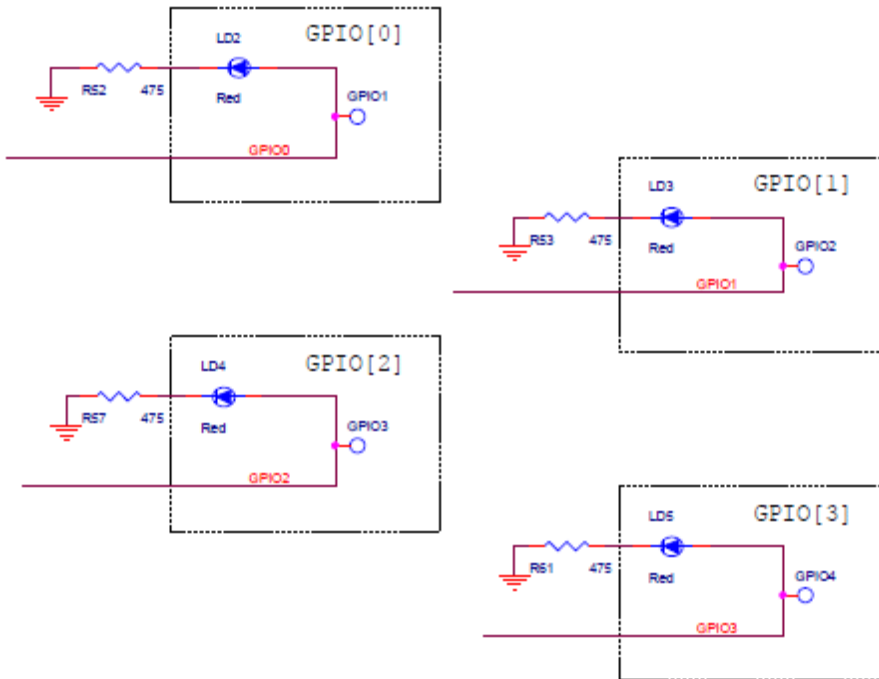 LD2 GPIO[0]
R52 475 Red GPIO1
GPIO0
LD3 GPIO[1]
R53 475 Red GPIO2
GPIO1
LD4 GPIO[2]
R57 475 Red GPIO3
GPIO2
LD5 GPIO[3]
R61 475 Red GPIO4
GPIO3